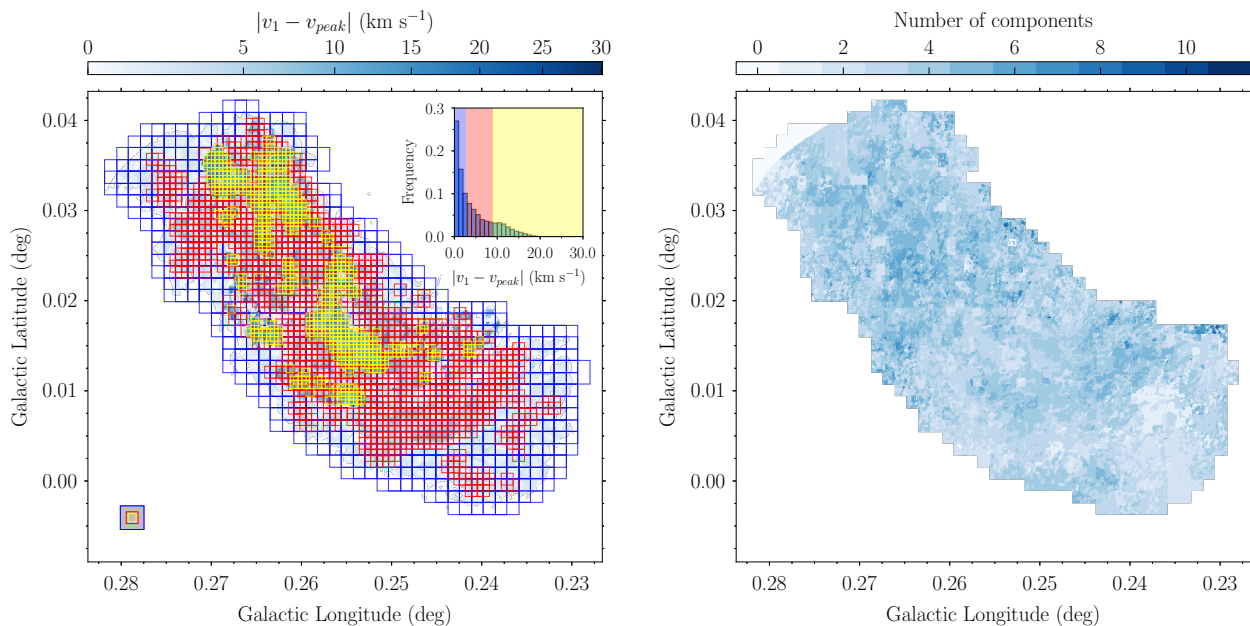 |v₁ − v_peak| (km s⁻¹)
0 5 10 15 20 25 30
0.04
0.03
0.02
0.01
0.00
Galactic Latitude (deg)
0.28 0.27 0.26 0.25 0.24 0.23
Galactic Longitude (deg)
0.3
0.2
0.1
0.0
Frequency
0.0 10.0 20.0 30.0
|v₁ − v_peak| (km s⁻¹)
Number of components
0 2 4 6 8 10
0.04
0.03
0.02
0.01
0.00
Galactic Latitude (deg)
0.28 0.27 0.26 0.25 0.24 0.23
Galactic Longitude (deg)